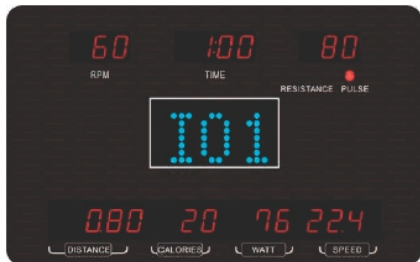 60 1:00 80
RPM TIME
RESISTANCE PULSE
I01
0.80 20 76 22.4
DISTANCE CALORIES WATT SPEED